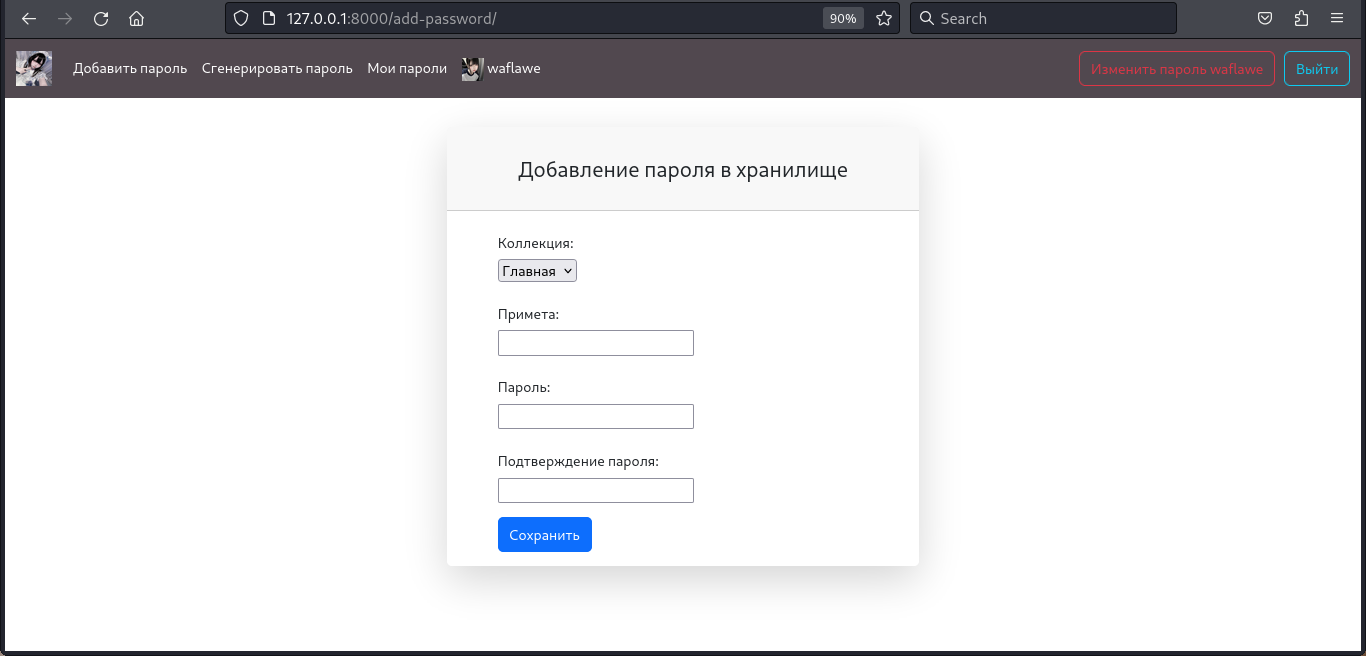 127.0.0.1:8000/add-password/ 90% Search
Добавить пароль Сгенерировать пароль Мои пароли waflawe Изменить пароль waflawe Выйти
Добавление пароля в хранилище
Коллекция:
Главная
Примета:
Пароль:
Подтверждение пароля:
Сохранить